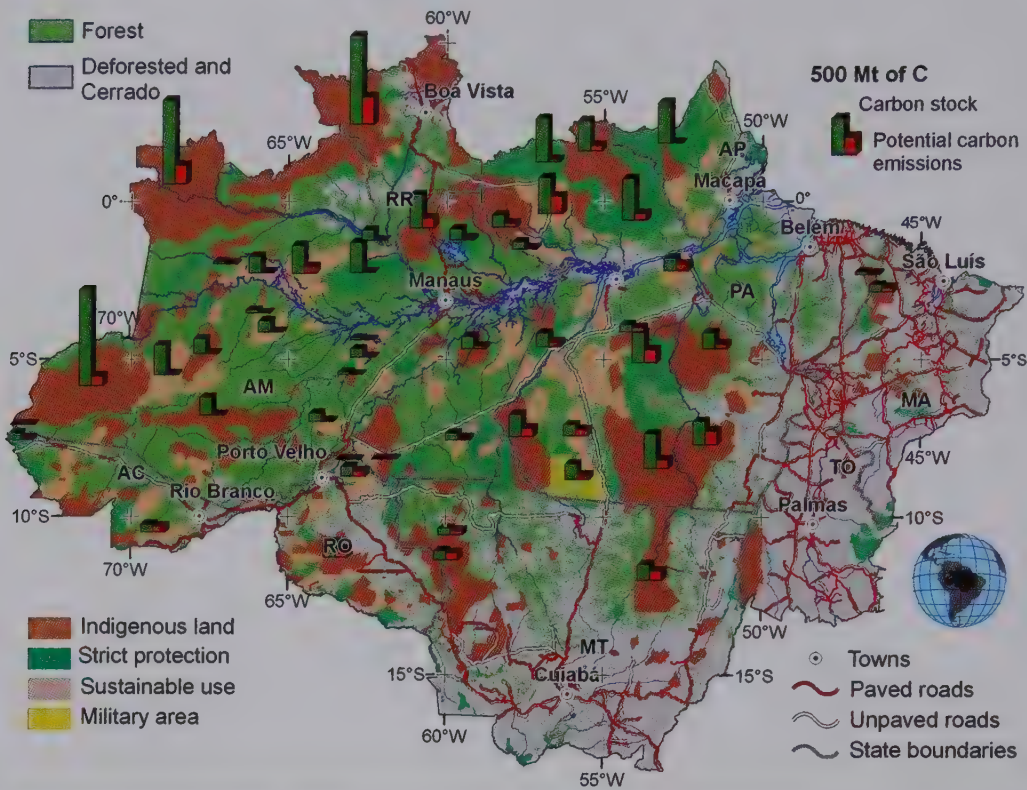 Forest
Deforested and
Cerrado
60°W
Boa Vista
65°W
55°W
50°W
500 Mt of C
Carbon stock
Potential carbon
emissions
AP
Macapá
RR
0°
0°
Belém
45°W
São Luís
Manaus
PA
70°W
5°S
5°S
AM
MA
Porto Velho
45°W
AC
Rio Branco
TO
Palmas
10°S
10°S
RO
70°W
65°W
50°W
Indigenous land
Strict protection
Sustainable use
Military area
MT
Cuiabá
15°S
15°S
60°W
55°W
Towns
Paved roads
Unpaved roads
State boundaries